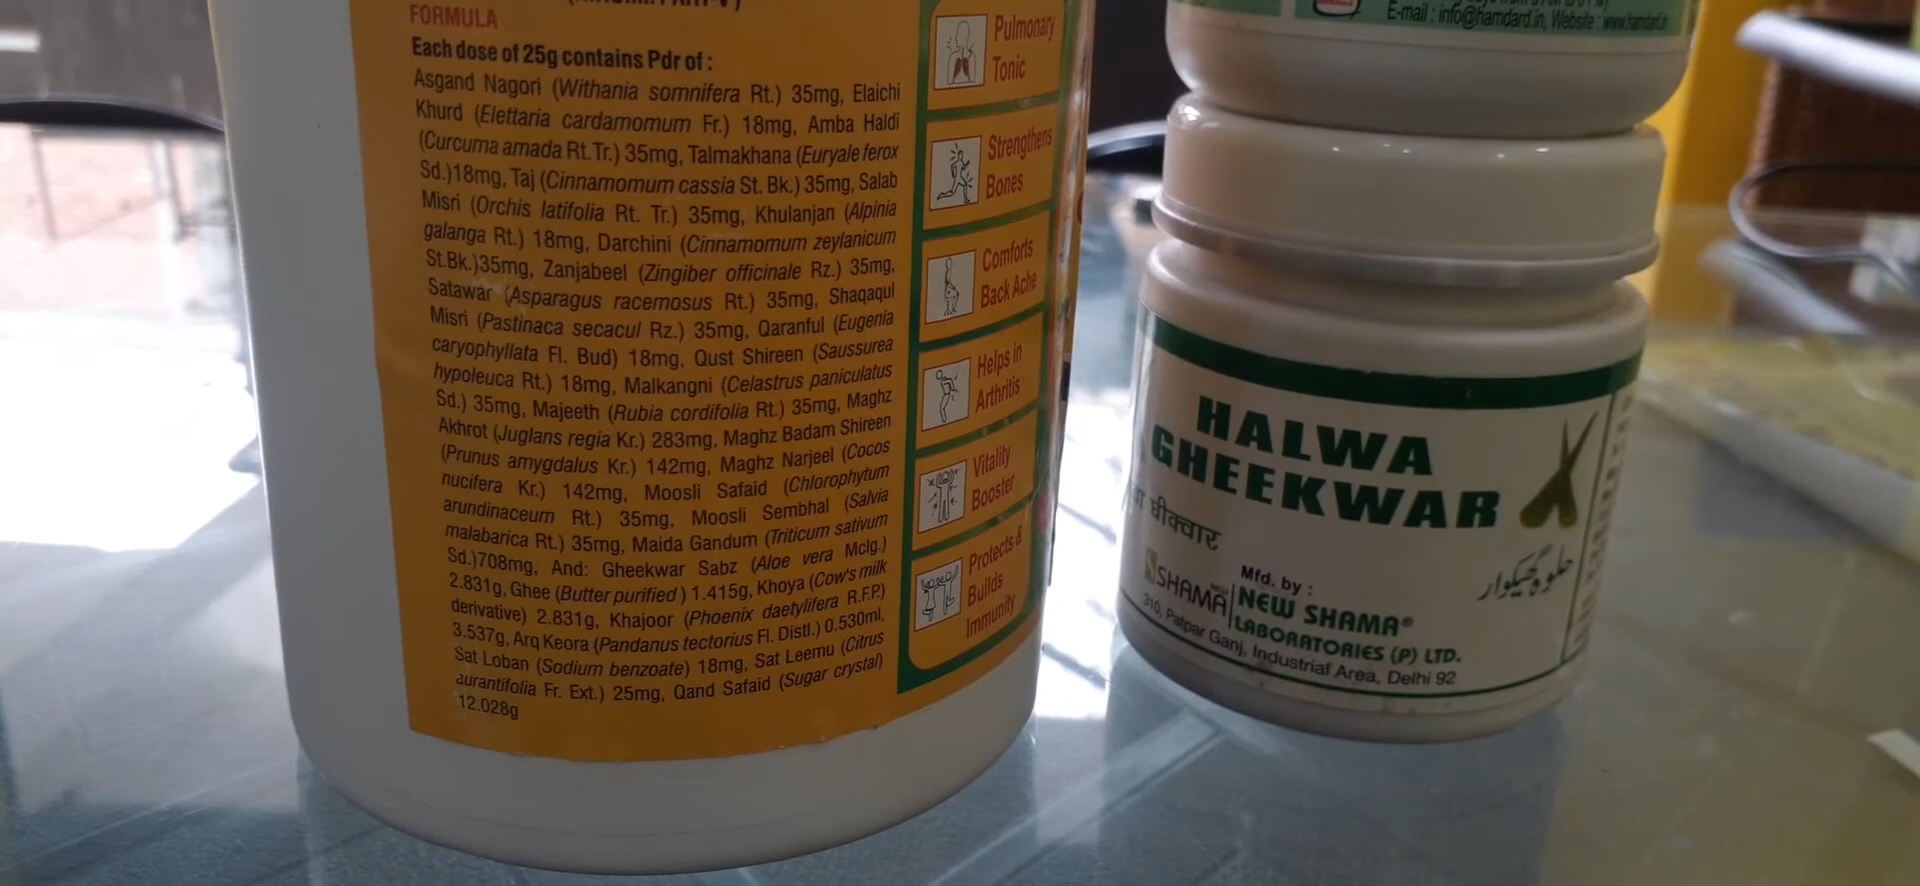 FORMULA
Each dose of 25g contains Pdr of :
Asgand Nagori (Withania somnifera Rt.) 35mg, Elaichi
Khurd (Elettaria cardamomum Fr.) 18mg, Amba Haldi
(Curcuma amada Rt.Tr.) 35mg, Talmakhana (Euryale ferox
Sd.)18mg, Taj (Cinnamomum cassia St. Bk.) 35mg, Salab
Misri (Orchis latifolia Rt. Tr.) 35mg, Khulanjan (Alpinia
galanga Rt.) 18mg, Darchini (Cinnamomum zeylanicum
St.Bk.)35mg, Zanjabeel (Zingiber officinale Rz.) 35mg,
Satawar (Asparagus racemosus Rt.) 35mg, Shaqaqul
Misri (Pastinaca secacul Rz.) 35mg, Qaranful (Eugenia
caryophyllata Fl. Bud) 18mg, Qust Shireen (Saussurea
hypoleuca Rt.) 18mg, Malkangni (Celastrus paniculatus
Sd.) 35mg, Majeeth (Rubia cordifolia Rt.) 35mg, Maghz
Akhrot (Juglans regia Kr.) 283mg, Maghz Badam Shireen
(Prunus amygdalus Kr.) 142mg, Maghz Narjeel (Cocos
nucifera Kr.) 142mg, Moosli Safaid (Chlorophytum
arundinaceum Rt.) 35mg, Moosli Sembhal (Salvia
malabarica Rt.) 35mg, Maida Gandum (Triticum sativum
Sd.)708mg, And: Gheekwar Sabz (Aloe vera Mclg.)
2.831g, Ghee (Butter purified ) 1.415g, Khoya (Cow's milk
derivative) 2.831g, Khajoor (Phoenix daetylifera R.F.P.)
3.537g, Arq Keora (Pandanus tectorius Fl. Distl.) 0.530ml,
Sat Loban (Sodium benzoate) 18mg, Sat Leemu (Citrus
aurantifolia Fr. Ext.) 25mg, Qand Safaid (Sugar crystal)
12.028g
Pulmonary
Tonic
Strengthens
Bones
Comforts
Back Ache
Helps in
Arthritis
Vitality
Booster
Protects &
Builds
Immunity
E-mail : info@hamdard.in, Website : www.hamdard.in
HALWA
GHEEKWAR
घीक्वार
حلوہ گھیکوار
NEW
SHAMA
Mfd. by :
NEW SHAMA®
LABORATORIES (P) LTD.
310, Patpar Ganj, Industrial Area, Delhi 92